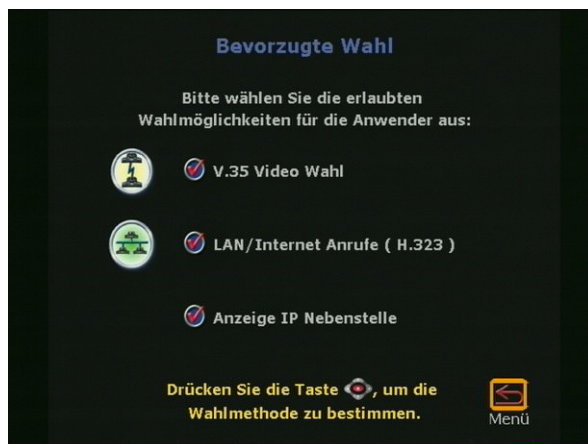 Bevorzugte Wahl
Bitte wählen Sie die erlaubten
Wahlmöglichkeiten für die Anwender aus:
V.35 Video Wahl
LAN/Internet Anrufe ( H.323 )
Anzeige IP Nebenstelle
Drücken Sie die Taste , um die
Wahlmethode zu bestimmen.
Menü